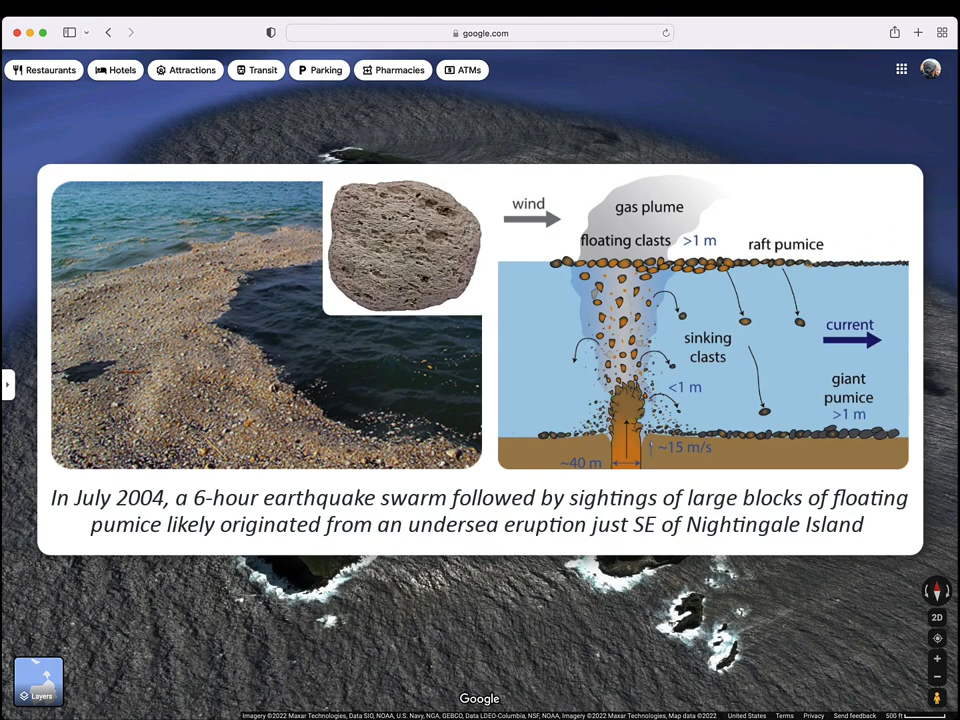 google.com
Restaurants
Hotels
Attractions
Transit
Parking
Pharmacies
ATMs
wind
gas plume
floating clasts >1 m
raft pumice
sinking
clasts
current
<1 m
giant
pumice
>1 m
~15 m/s
~40 m
In July 2004, a 6-hour earthquake swarm followed by sightings of large blocks of floating
pumice likely originated from an undersea eruption just SE of Nightingale Island
2D
Layers
Google
Imagery ©2022 Maxar Technologies, Data SIO, NOAA, U.S. Navy, NGA, GEBCO, Data LDEO-Columbia, NSF, NOAA, Imagery ©2022 Maxar Technologies, Map data ©2022 United States Terms Privacy Send feedback 500 ft